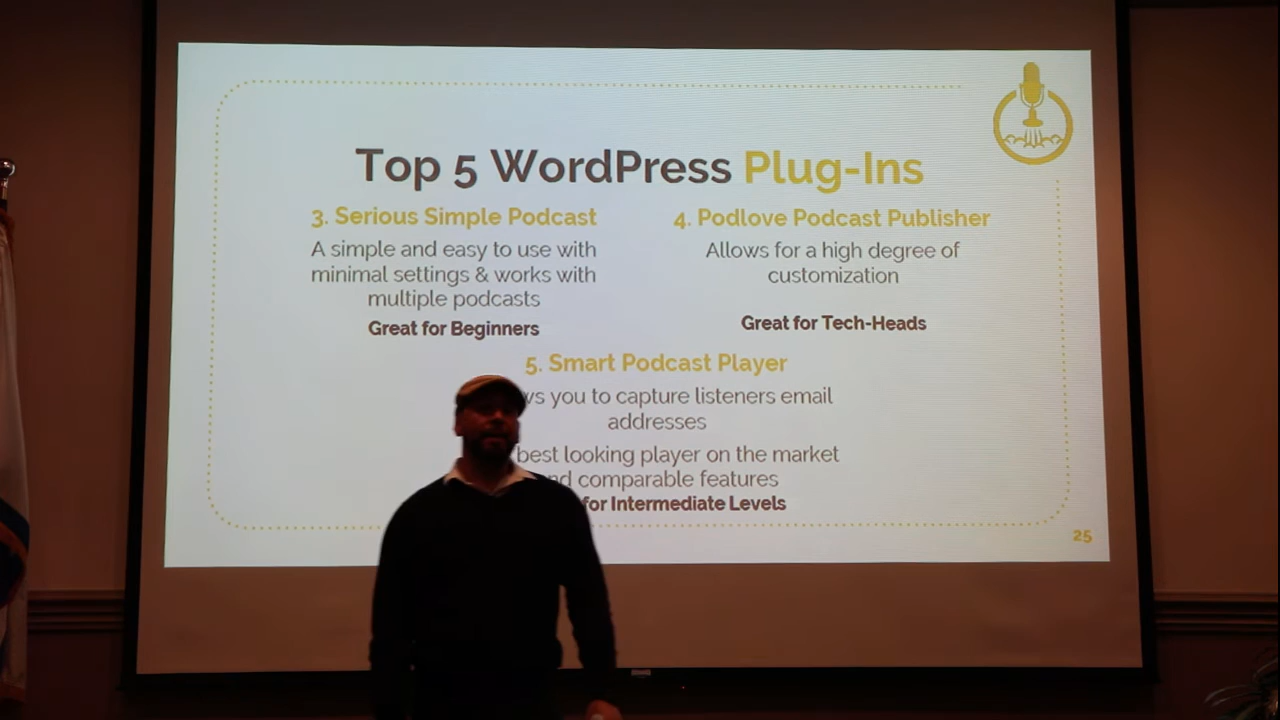 Top 5 WordPress Plug-Ins
3. Serious Simple Podcast
A simple and easy to use with
minimal settings & works with
multiple podcasts
Great for Beginners
4. Podlove Podcast Publisher
Allows for a high degree of
customization
Great for Tech-Heads
5. Smart Podcast Player
you to capture listeners email
addresses
best looking player on the market
comparable features
for Intermediate Levels
25